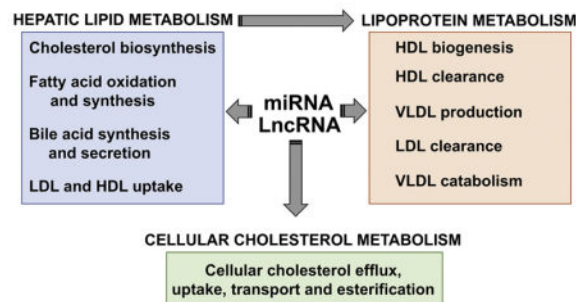 HEPATIC LIPID METABOLISM
LIPOPROTEIN METABOLISM
Cholesterol biosynthesis
Fatty acid oxidation
and synthesis
Bile acid synthesis
and secretion
LDL and HDL uptake
miRNA
LncRNA
HDL biogenesis
HDL clearance
VLDL production
LDL clearance
VLDL catabolism
CELLULAR CHOLESTEROL METABOLISM
Cellular cholesterol efflux,
uptake, transport and esterification